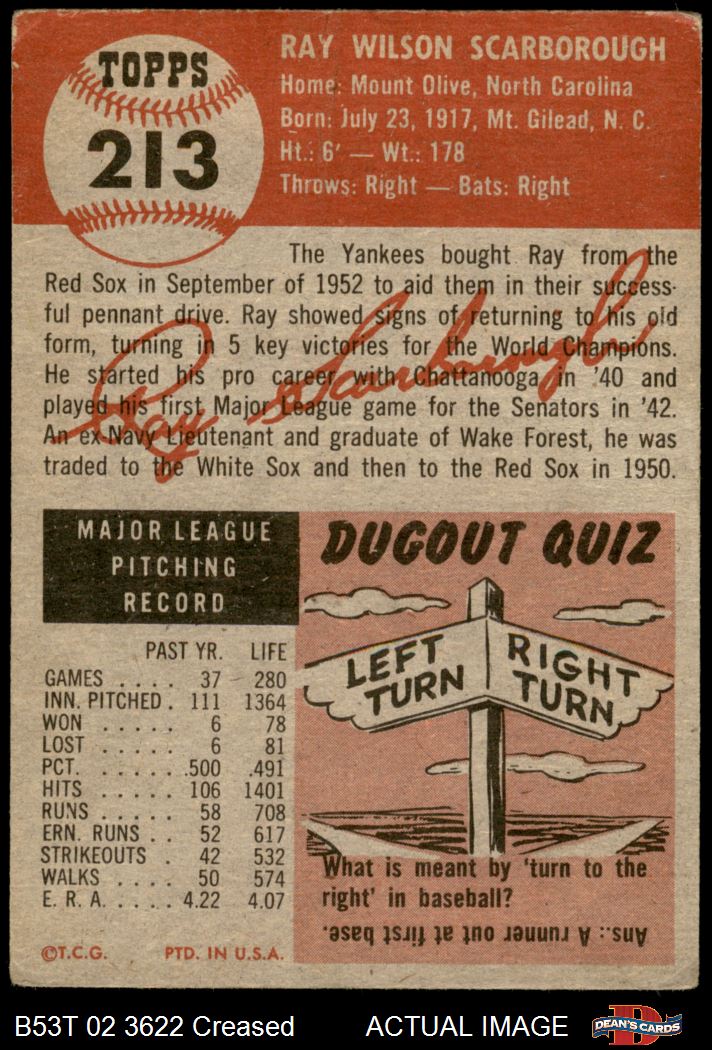 TOPPS
213
RAY WILSON SCARBOROUGH
Home: Mount Olive, North Carolina
Born: July 23, 1917, Mt. Gilead, N. C.
Ht.: 6' — Wt.: 178
Throws: Right — Bats: Right
The Yankees bought Ray from the
Red Sox in September of 1952 to aid them in their success-
ful pennant drive. Ray showed signs of returning to his old
form, turning in 5 key victories for the World Champions.
He started his pro career with Chattanooga in '40 and
played his first Major League game for the Senators in '42.
An ex-Navy Lieutenant and graduate of Wake Forest, he was
traded to the White Sox and then to the Red Sox in 1950.
Ray Scarborough
MAJOR LEAGUE
PITCHING
RECORD
PAST YR. LIFE
GAMES . . . . 37 280
INN. PITCHED . 111 1364
WON . . . . . 6 78
LOST . . . . . 6 81
PCT. . . . . . .500 .491
HITS . . . . . 106 1401
RUNS . . . . . 58 708
ERN. RUNS . . 52 617
STRIKEOUTS . 42 532
WALKS . . . . 50 574
E. R. A. . . . . . 4.22 4.07
©T.C.G. PTD. IN U.S.A.
DUGOUT QUIZ
LEFT
TURN
RIGHT
TURN
What is meant by 'turn to the
right' in baseball?
Ans.: A runner out at first base.
B53T 02 3622 Creased ACTUAL IMAGE
D
DEAN'S CARDS